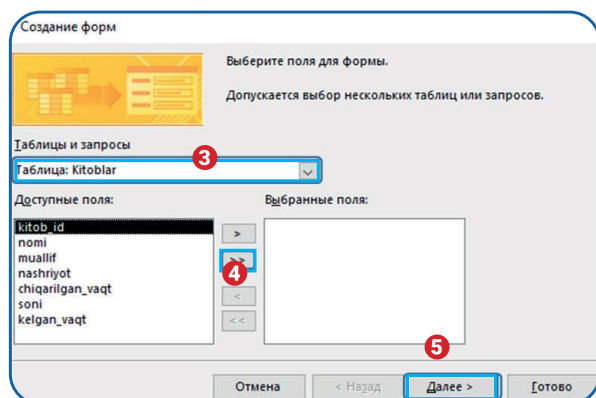 Создание форм
Выберите поля для формы.
Допускается выбор нескольких таблиц или запросов.
Таблицы и запросы
3
Таблица: Kitoblar
Доступные поля:
Выбранные поля:
kitob_id
nomi
muallif
nashriyot
chiqarilgan_vaqt
soni
kelgan_vaqt
>
>>
4
<
<<
5
Отмена
< Назад
Далее >
Готово